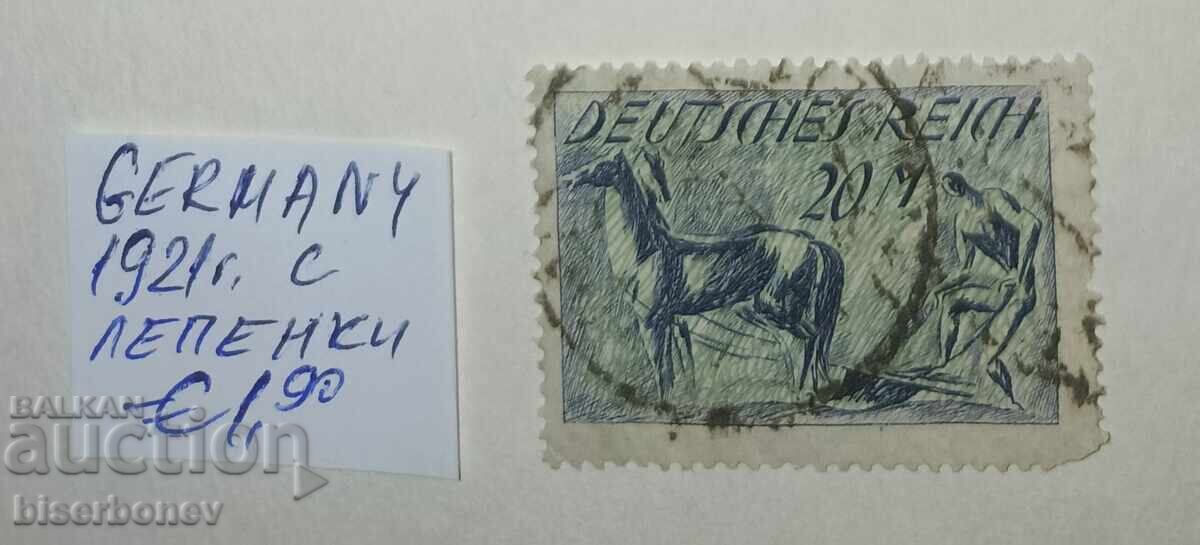 GERMANY
1921г. с
ЛЕПЕНКИ
€1,90
DEUTSCHES REICH
20 M
BALKAN
auction
biserbonev